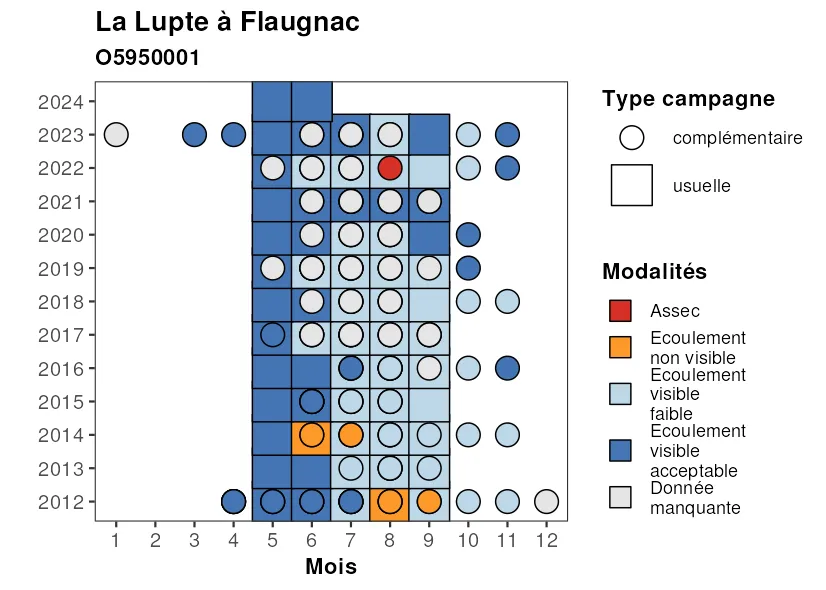 La Lupte à Flaugnac
O5950001
2024
2023
2022
2021
2020
2019
2018
2017
2016
2015
2014
2013
2012
1 2 3 4 5 6 7 8 9 10 11 12
Mois
Type campagne
complémentaire
usuelle
Modalités
Assec
Ecoulement
non visible
Ecoulement
visible
faible
Ecoulement
visible
acceptable
Donnée
manquante